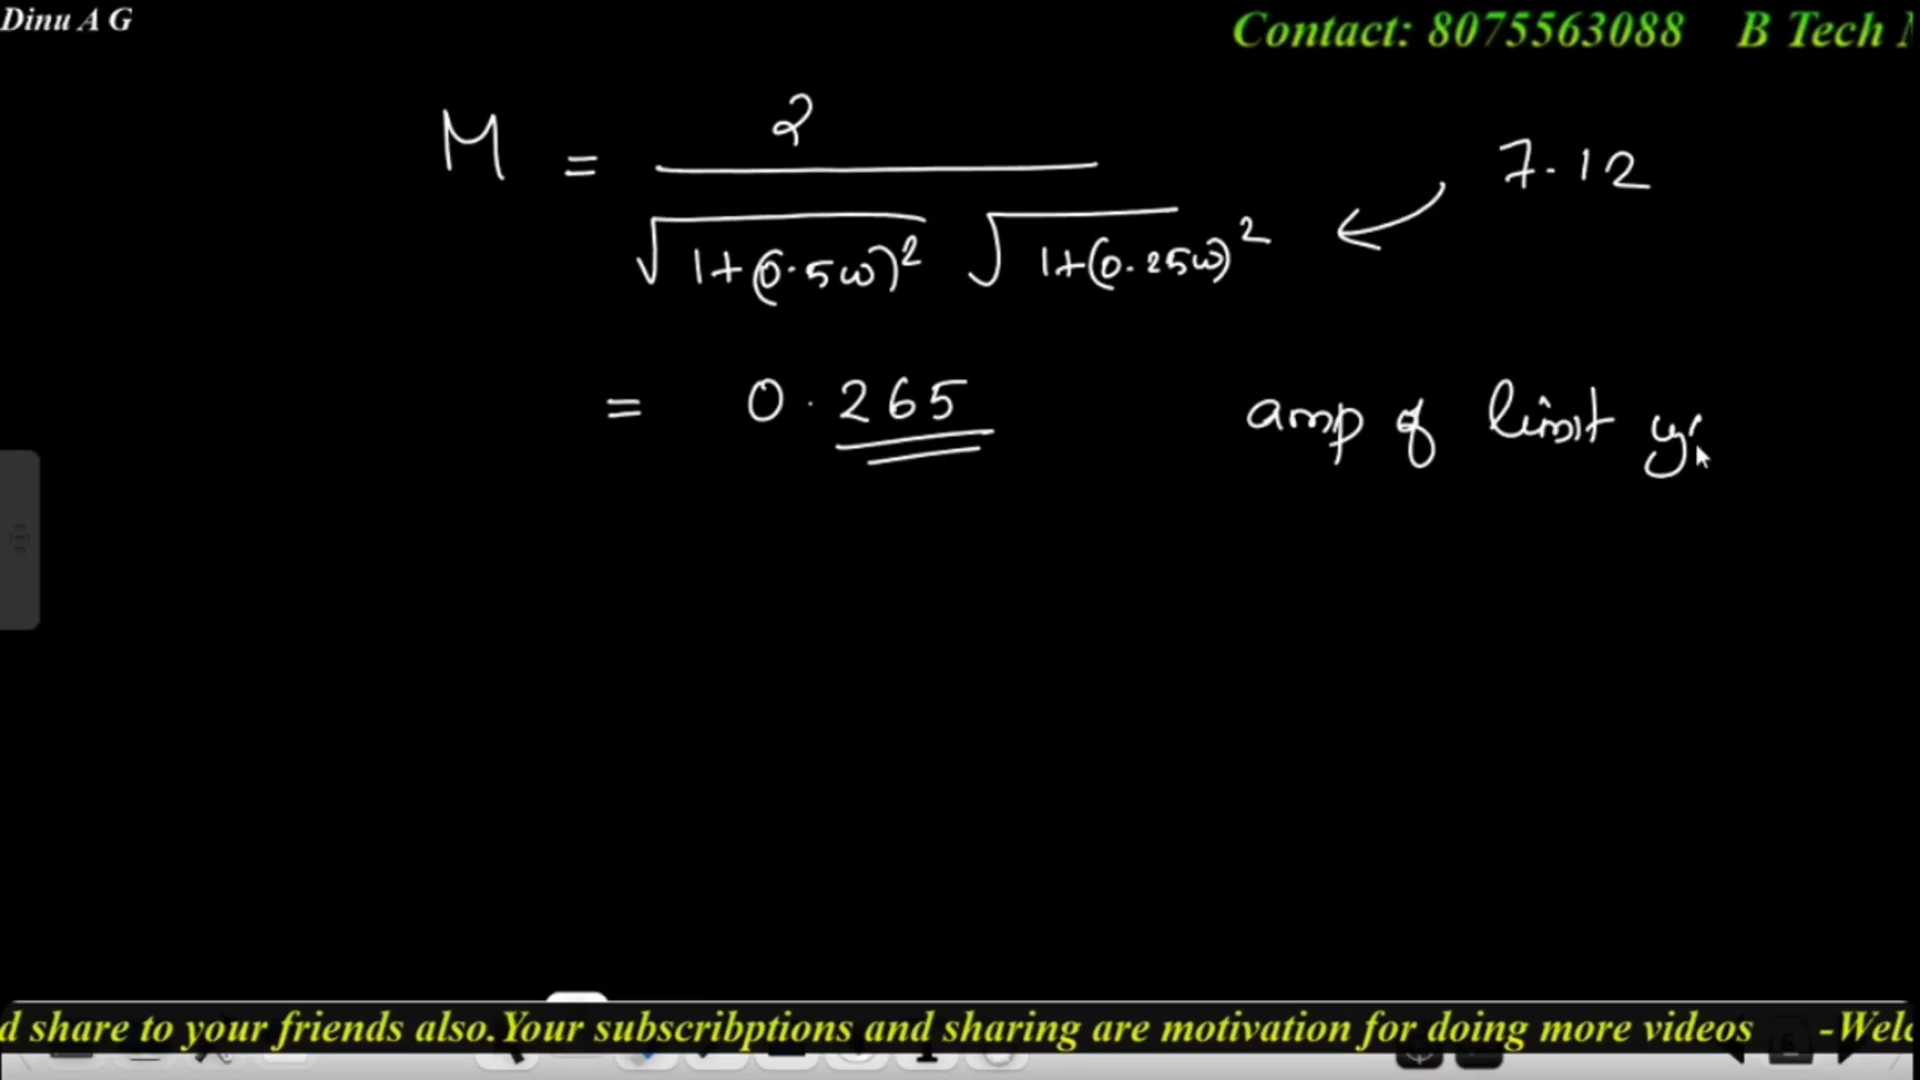 Dinu A G
Contact: 8075563088 B Tech
M = 2 / √1+(0.5ω)² √1+(0.25ω)² 7.12
= 0.265 amp of limit
d share to your friends also. Your subscribptions and sharing are motivation for doing more videos -Welc